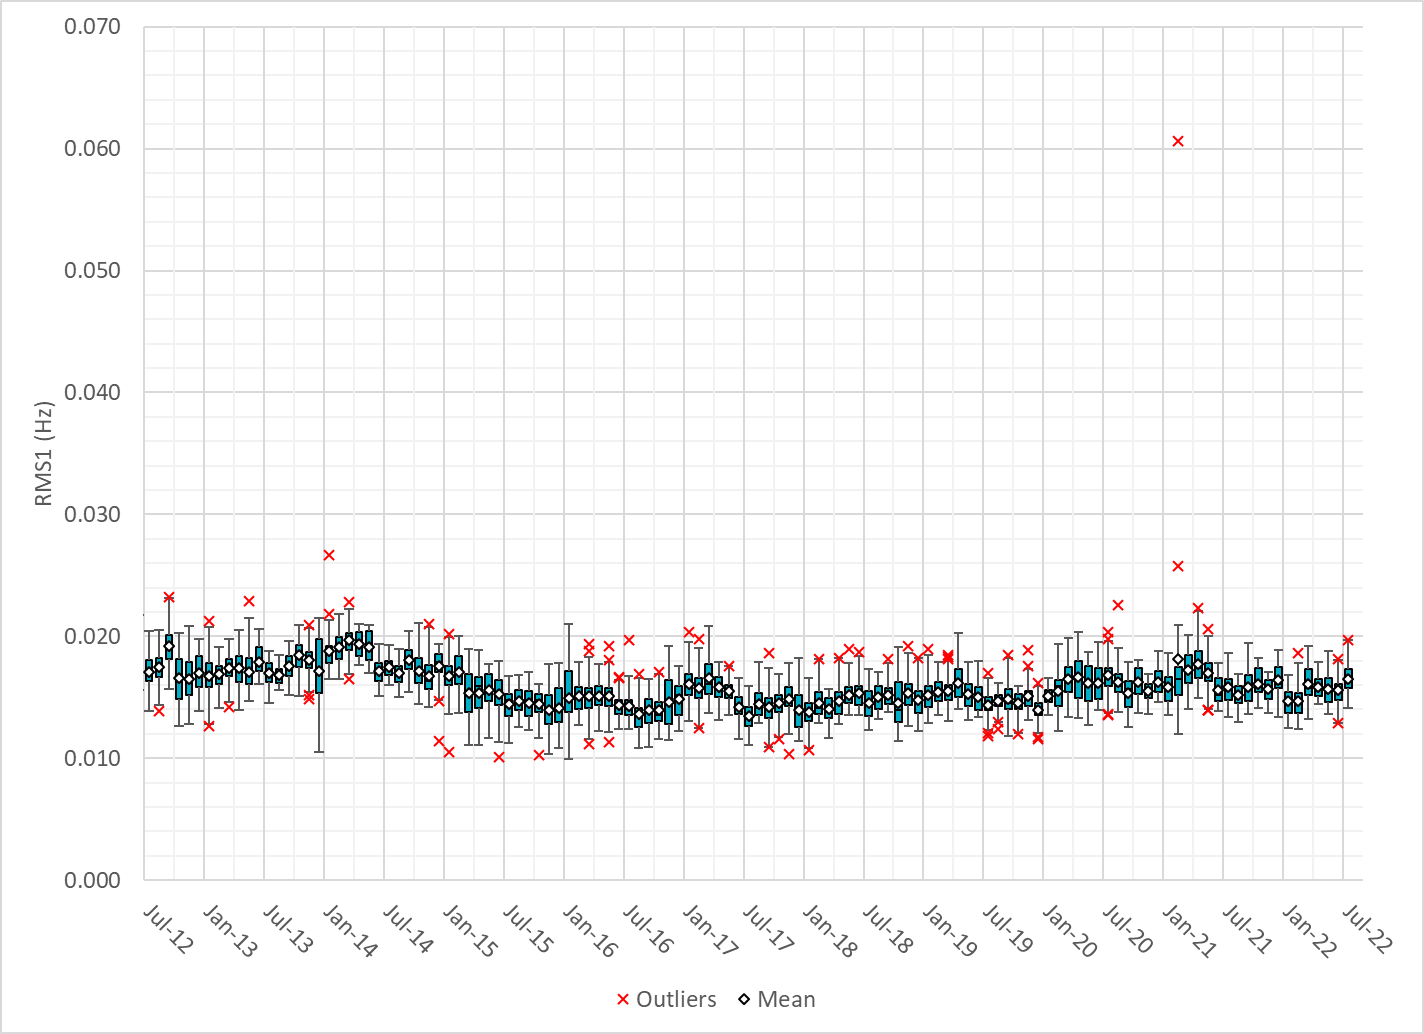 0.070
0.060
0.050
0.040
0.030
0.020
0.010
0.000
RMS1 (Hz)
Jul-12
Jan-13
Jul-13
Jan-14
Jul-14
Jan-15
Jul-15
Jan-16
Jul-16
Jan-17
Jul-17
Jan-18
Jul-18
Jan-19
Jul-19
Jan-20
Jul-20
Jan-21
Jul-21
Jan-22
Jul-22
Outliers Mean